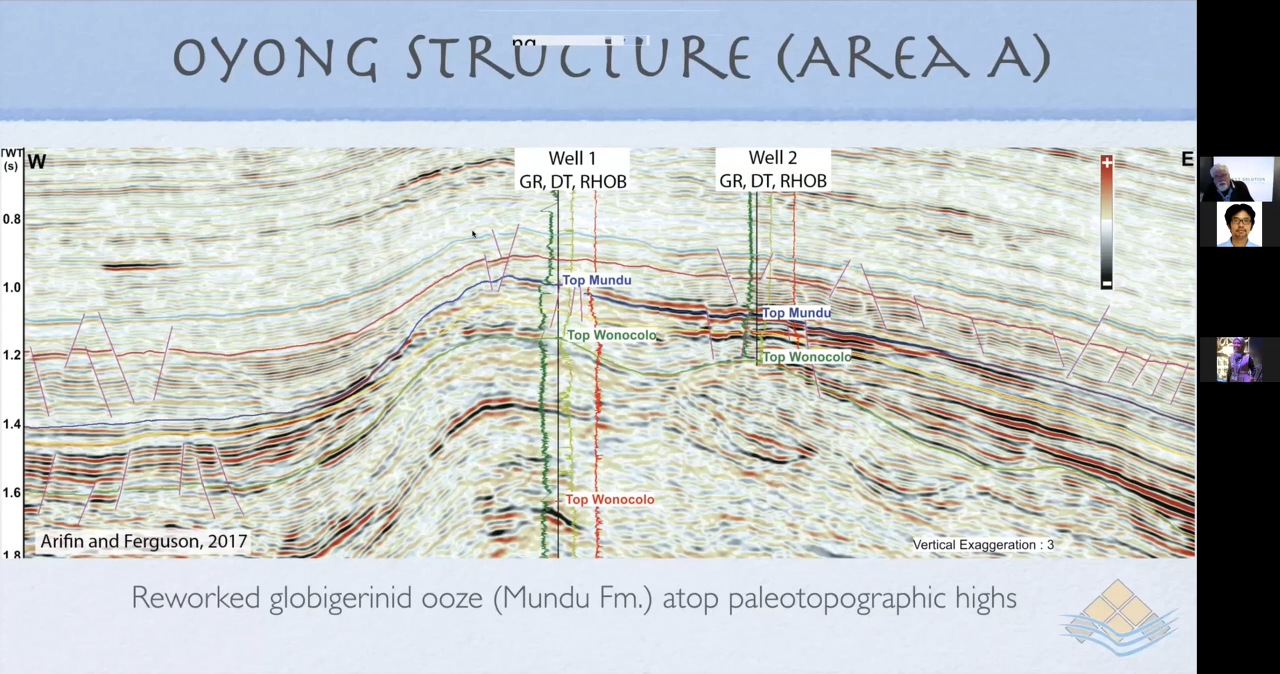 OYONG STRUCTURE (AREA A)
TWT
(s)
W
Well 1
GR, DT, RHOB
Well 2
GR, DT, RHOB
E
+
-
0.8
1.0
1.2
1.4
1.6
1.8
Top Mundu
Top Wonocolo
Top Mundu
Top Wonocolo
Top Wonocolo
Arifin and Ferguson, 2017
Vertical Exaggeration : 3
Reworked globigerinid ooze (Mundu Fm.) atop paleotopographic highs